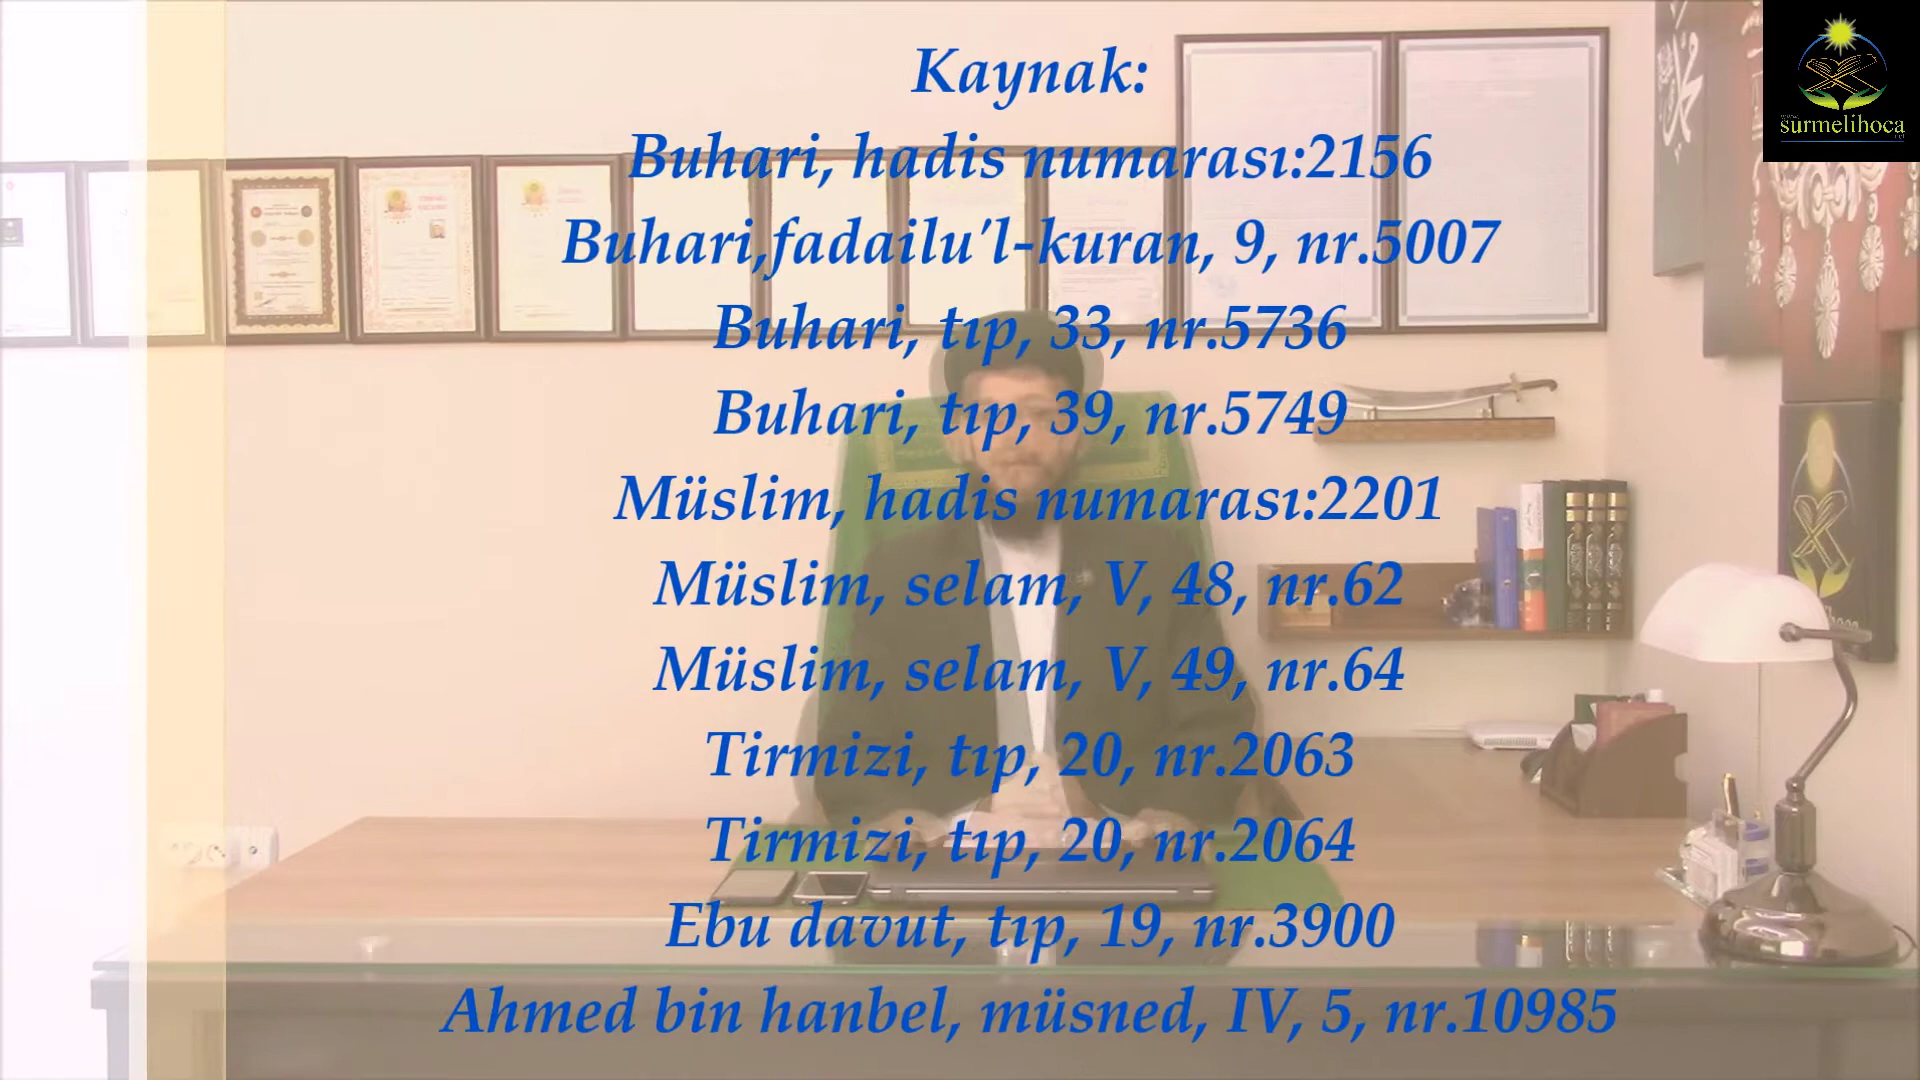 Kaynak:
Buhari, hadis numarası:2156
Buhari,fadailu'l-kuran, 9, nr.5007
Buhari, tıp, 33, nr.5736
Buhari, tıp, 39, nr.5749
Müslim, hadis numarası:2201
Müslim, selam, V, 48, nr.62
Müslim, selam, V, 49, nr.64
Tirmizi, tıp, 20, nr.2063
Tirmizi, tıp, 20, nr.2064
Ebu davut, tıp, 19, nr.3900
Ahmed bin hanbel, müsned, IV, 5, nr.10985
surmelihoca